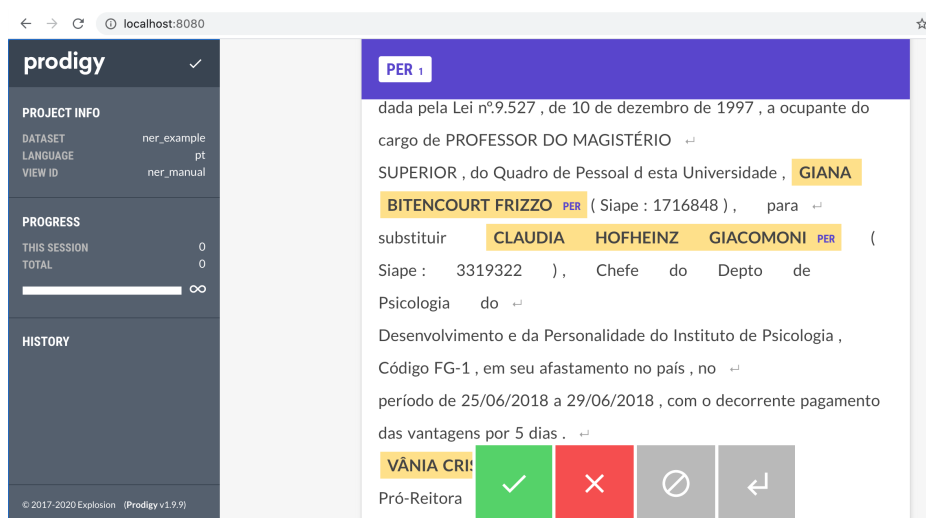 localhost:8080
prodigy
PROJECT INFO
DATASET ner_example
LANGUAGE pt
VIEW ID ner_manual
PROGRESS
THIS SESSION 0
TOTAL 0
∞
HISTORY
© 2017-2020 Explosion (Prodigy v1.9.9)
PER 1
dada pela Lei nº.9.527 , de 10 de dezembro de 1997 , a ocupante do
cargo de PROFESSOR DO MAGISTÉRIO ↵
SUPERIOR , do Quadro de Pessoal d esta Universidade , GIANA
BITENCOURT FRIZZO PER ( Siape : 1716848 ) , para ↵
substituir CLAUDIA HOFHEINZ GIACOMONI PER (
Siape : 3319322 ) , Chefe do Depto de
Psicologia do ↵
Desenvolvimento e da Personalidade do Instituto de Psicologia ,
Código FG-1 , em seu afastamento no país , no ↵
período de 25/06/2018 a 29/06/2018 , com o decorrente pagamento
das vantagens por 5 dias . ↵
VÂNIA
Pró-Reitora